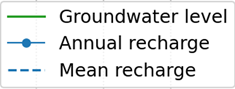 Groundwater level
Annual recharge
Mean recharge